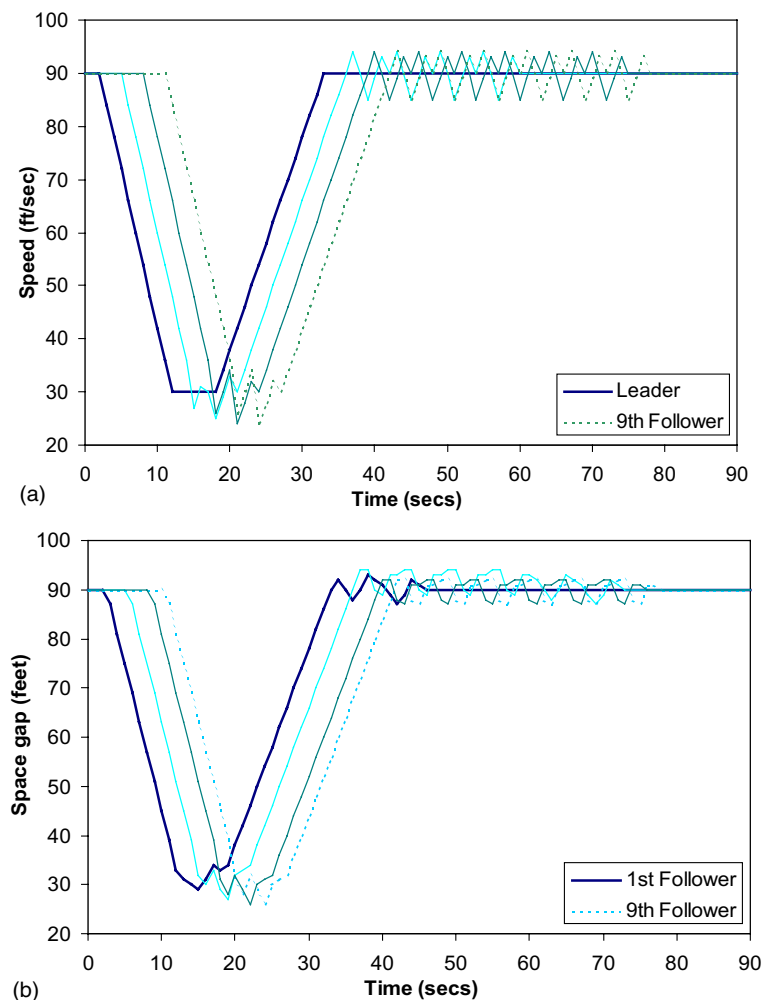 100
90
80
70
60
50
40
30
20
Speed (ft/sec)
0 10 20 30 40 50 60 70 80 90
Time (secs)
Leader
9th Follower
(a)
100
90
80
70
60
50
40
30
20
Space gap (feet)
0 10 20 30 40 50 60 70 80 90
Time (secs)
1st Follower
9th Follower
(b)